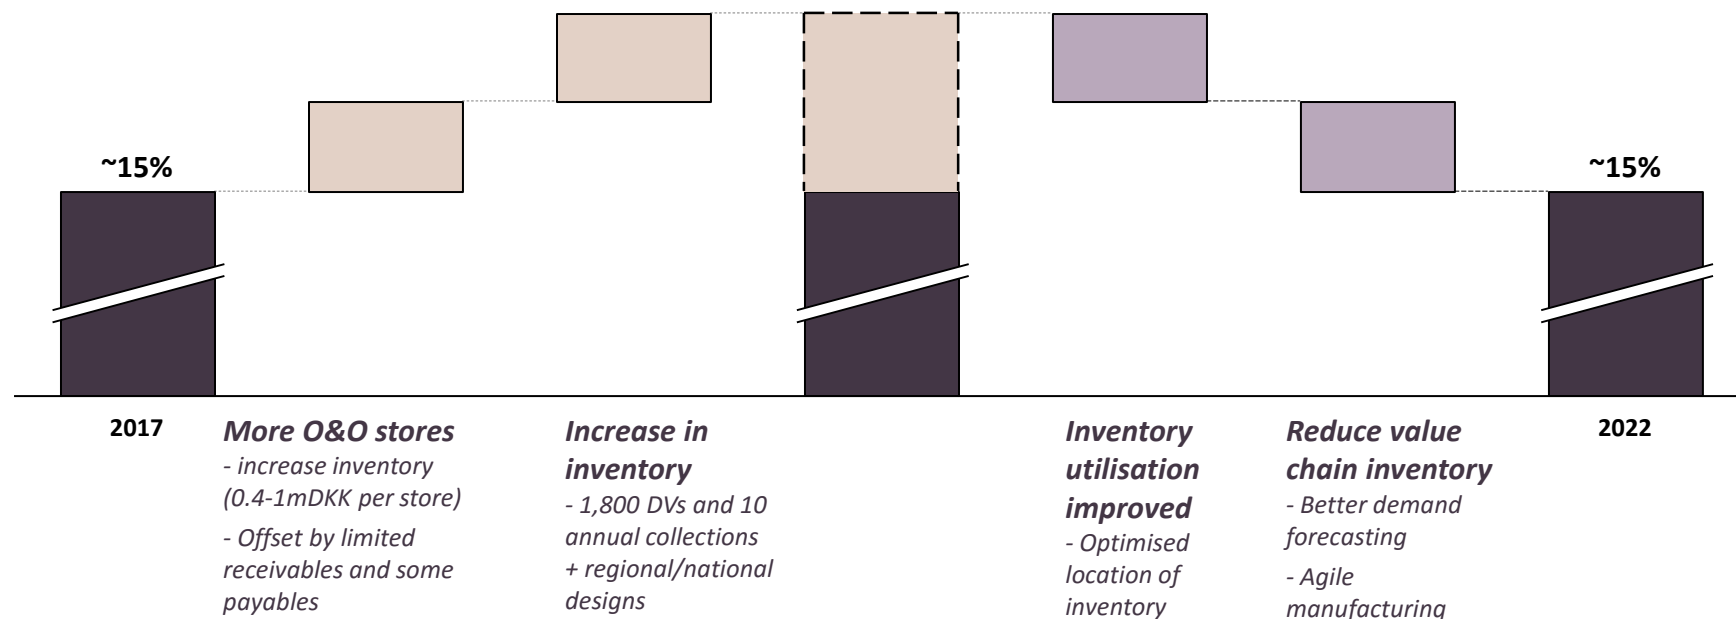 ~15%
~15%
2017
More O&O stores
- increase inventory
(0.4-1mDKK per store)
- Offset by limited
receivables and some
payables
Increase in
inventory
- 1,800 DVs and 10
annual collections
+ regional/national
designs
Inventory
utilisation
improved
- Optimised
location of
inventory
Reduce value
chain inventory
- Better demand
forecasting
- Agile
manufacturing
2022